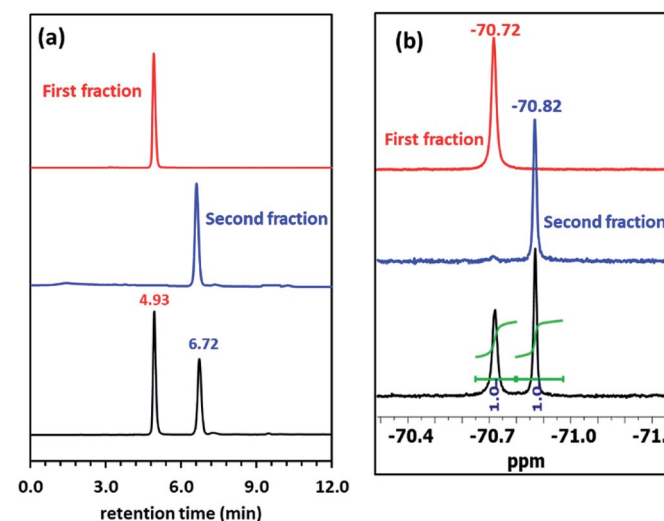 (a)
First fraction
Second fraction
4.93
6.72
0.0 3.0 6.0 9.0 12.0
retention time (min)
(b)
-70.72
-70.82
First fraction
Second fraction
1.0 1.0
-70.4 -70.7 -71.0 -71.
ppm